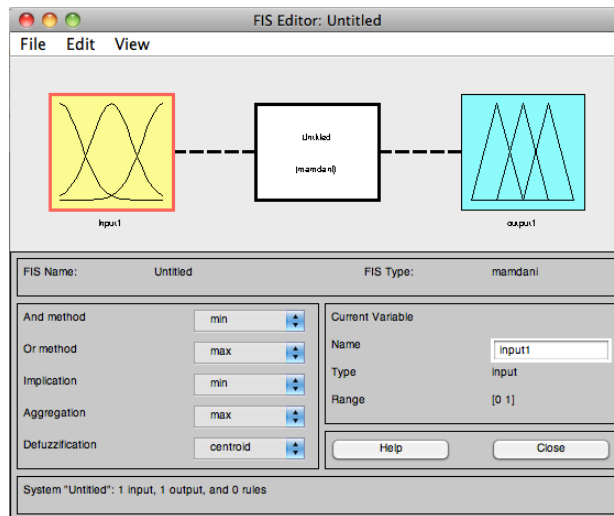 FIS Editor: Untitled
File Edit View
Untitled
(mamdani)
input1
output1
FIS Name: Untitled FIS Type: mamdani
And method min
Or method max
Implication min
Aggregation max
Defuzzification centroid
Current Variable
Name input1
Type input
Range [0 1]
Help Close
System "Untitled": 1 input, 1 output, and 0 rules